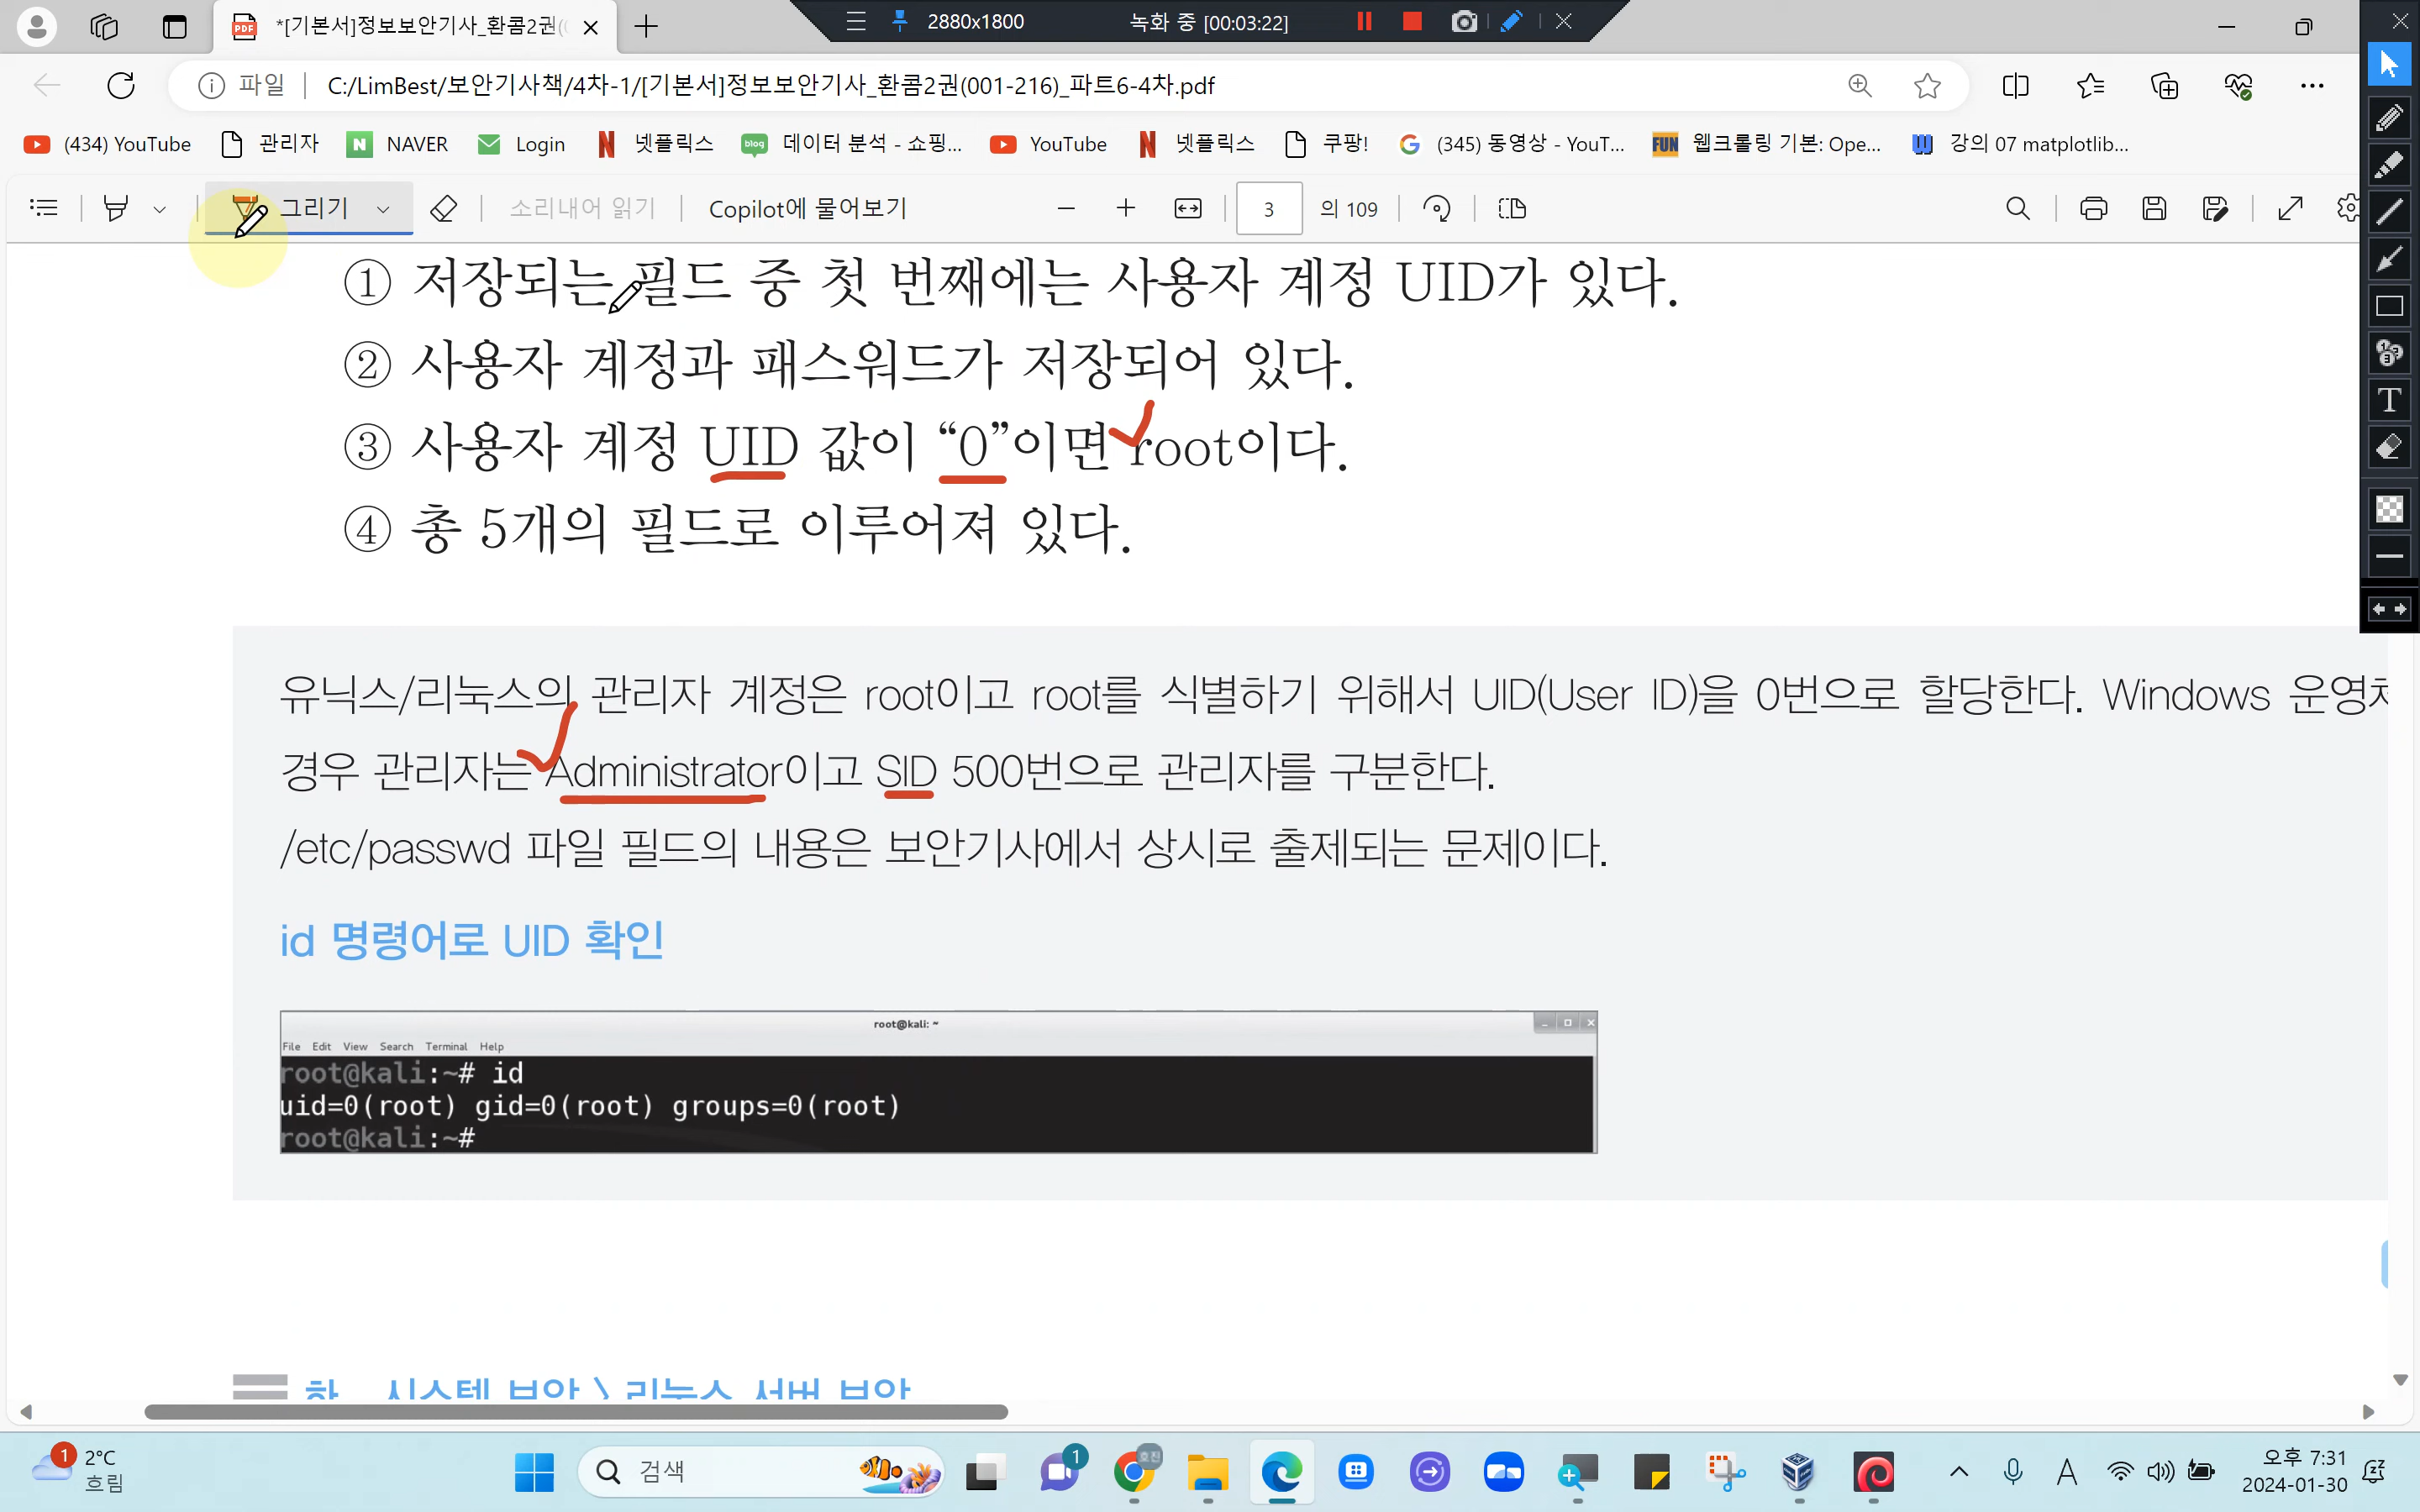 *[기본서]정보보안기사_환콤2권(
2880x1800
녹화 중 [00:03:22]
파일
C:/LimBest/보안기사책/4차-1/[기본서]정보보안기사_환콤2권(001-216)_파트6-4차.pdf
(434) YouTube
관리자
NAVER
Login
넷플릭스
데이터 분석 - 쇼핑...
YouTube
넷플릭스
쿠팡!
(345) 동영상 - YouT...
웹크롤링 기본: Ope...
강의 07 matplotlib...
그리기
소리내어 읽기
Copilot에 물어보기
3
의 109
① 저장되는 필드 중 첫 번째에는 사용자 계정 UID가 있다.
② 사용자 계정과 패스워드가 저장되어 있다.
③ 사용자 계정 UID 값이 “0”이면 root이다.
④ 총 5개의 필드로 이루어져 있다.
유닉스/리눅스의 관리자 계정은 root이고 root를 식별하기 위해서 UID(User ID)을 0번으로 할당한다. Windows 운영
경우 관리자는 Administrator이고 SID 500번으로 관리자를 구분한다.
/etc/passwd 파일 필드의 내용은 보안기사에서 상시로 출제되는 문제이다.
id 명령어로 UID 확인
root@kali: ~
File Edit View Search Terminal Help
root@kali:~# id
uid=0(root) gid=0(root) groups=0(root)
root@kali:~#
시스템 보안 > 리눅스 서버 보안
1
2°C
흐림
검색
1
호진
A
오후 7:31
2024-01-30